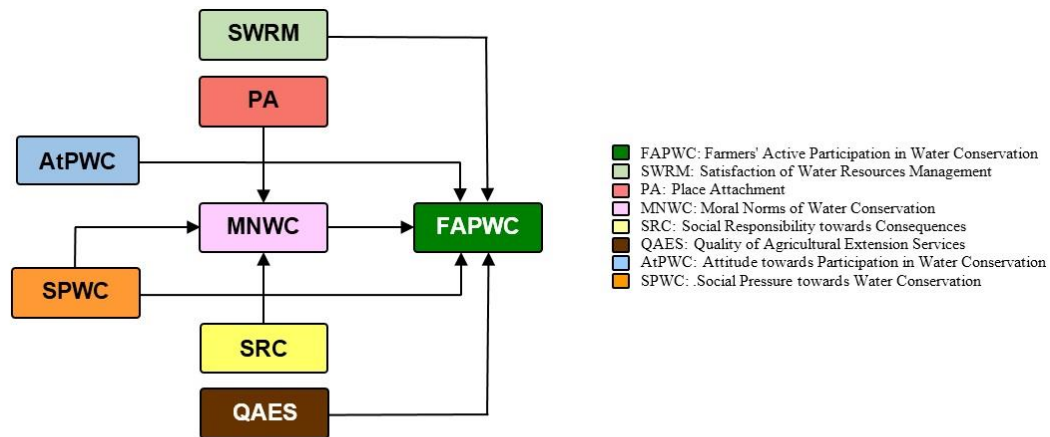 SWRM
PA
AtPWC
MNWC
FAPWC
SPWC
SRC
QAES
FAPWC: Farmers' Active Participation in Water Conservation
SWRM: Satisfaction of Water Resources Management
PA: Place Attachment
MNWC: Moral Norms of Water Conservation
SRC: Social Responsibility towards Consequences
QAES: Quality of Agricultural Extension Services
AtPWC: Attitude towards Participation in Water Conservation
SPWC: .Social Pressure towards Water Conservation